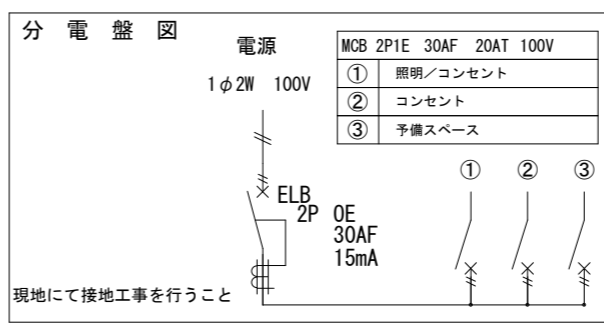 分電盤図
電源
1φ2W 100V
MCB 2P1E 30AF 20AT 100V
① 照明／コンセント
② コンセント
③ 予備スペース
① ② ③
ELB
2P 0E
30AF
15mA
現地にて接地工事を行うこと